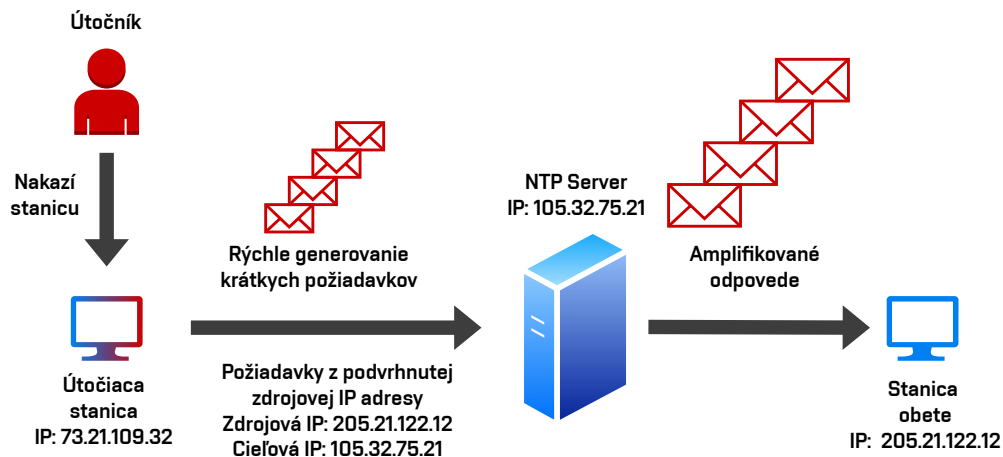 Útočník
Nakazí
stanicu
Útočiaca
stanica
IP: 73.21.109.32
Rýchle generovanie
krátkych požiadavkov
Požiadavky z podvrhnutej
zdrojovej IP adresy
Zdrojová IP: 205.21.122.12
Cieľová IP: 105.32.75.21
NTP Server
IP: 105.32.75.21
Amplifikované
odpovede
Stanica
obete
IP: 205.21.122.12